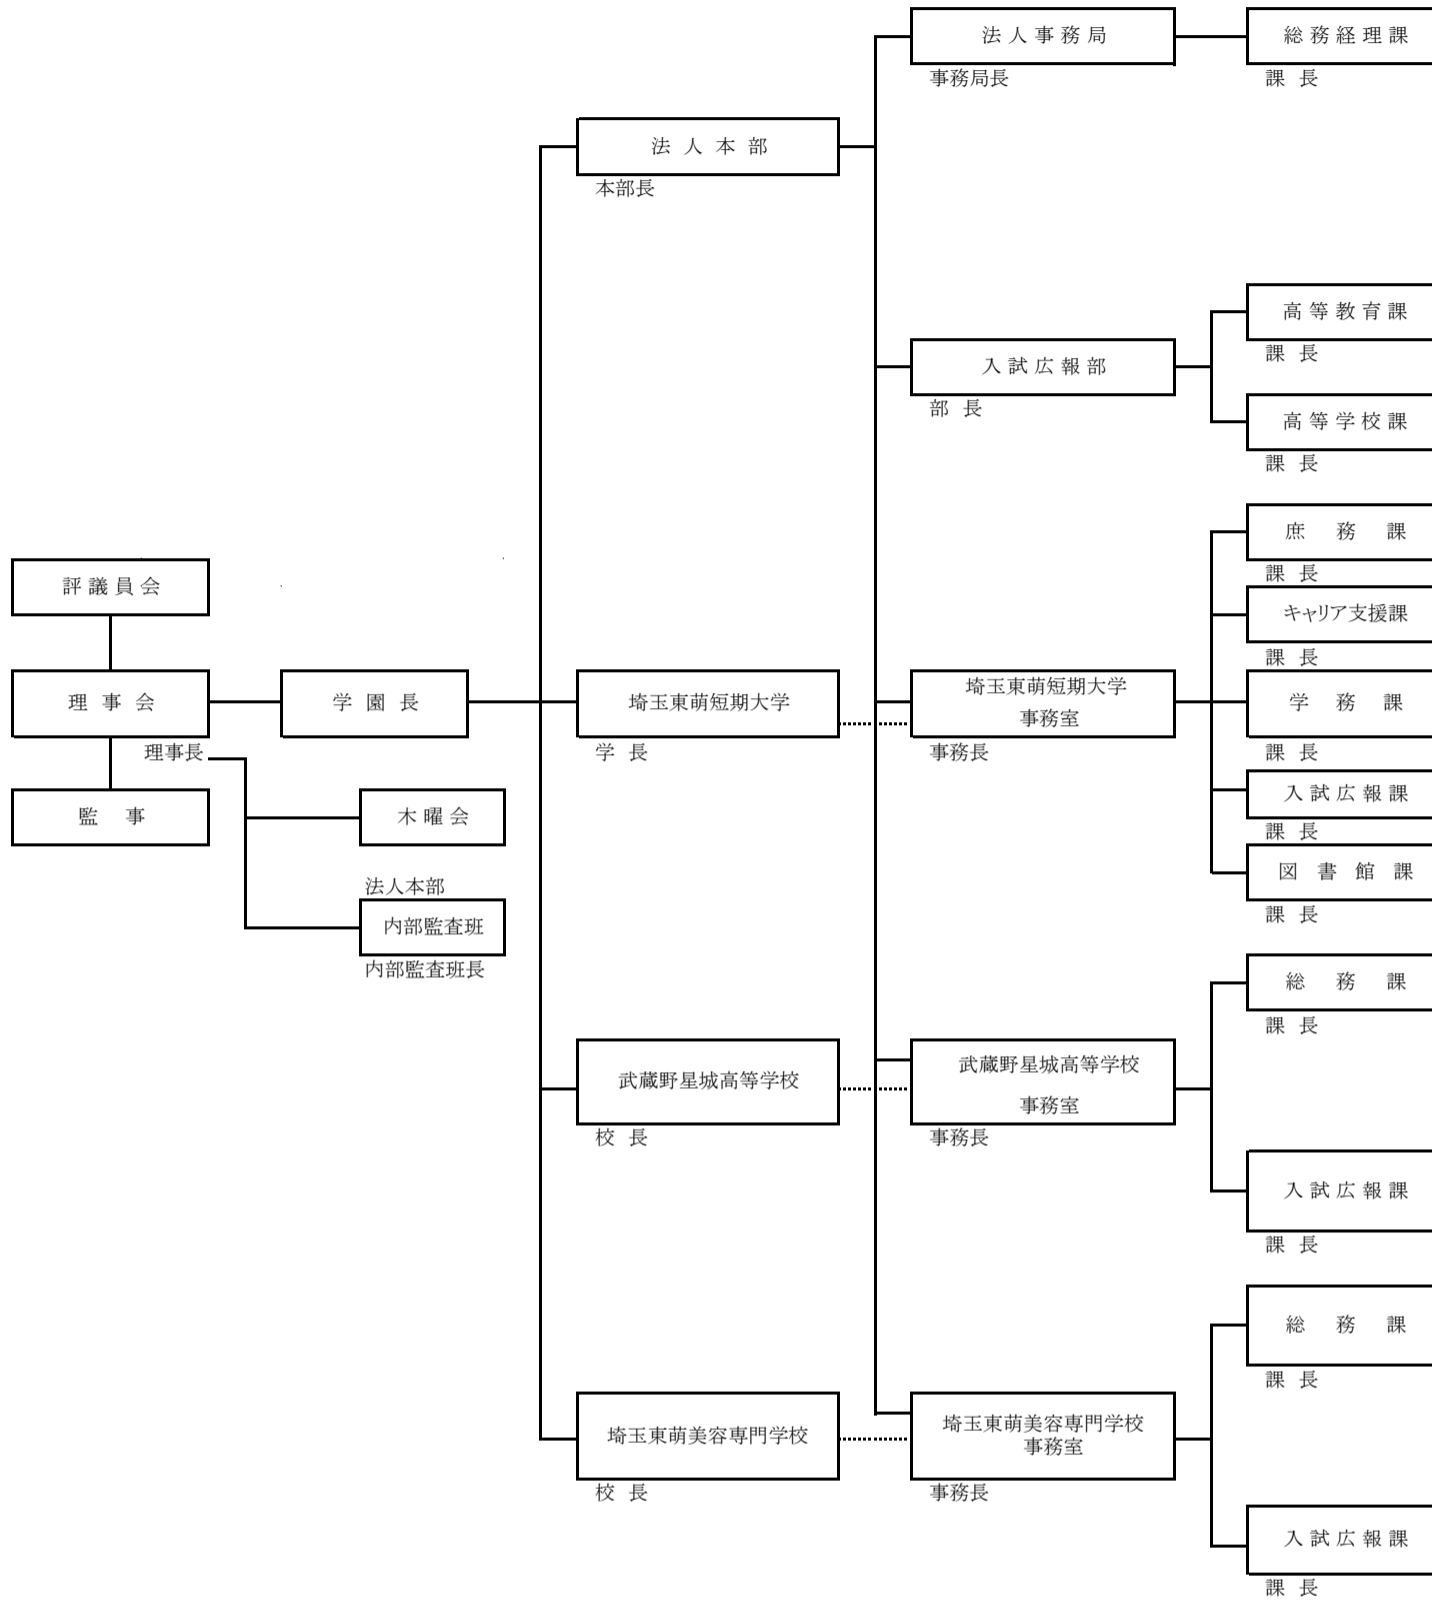 法人事務局
総務経理課
事務局長
課 長
法 人 本 部
本部長
高等教育課
課 長
入試広報部
部 長
高等学校課
課 長
庶 務 課
課 長
評議員会
キャリア支援課
課 長
理 事 会
学 園 長
埼玉東萌短期大学
埼玉東萌短期大学
事務室
学 務 課
理事長
学 長
事務長
課 長
監 事
木曜会
入試広報課
課 長
法人本部
内部監査班
内部監査班長
図 書 館 課
課 長
総 務 課
課 長
武蔵野星城高等学校
武蔵野星城高等学校
事務室
校 長
事務長
入試広報課
課 長
総 務 課
課 長
埼玉東萌美容専門学校
埼玉東萌美容専門学校
事務室
校 長
事務長
入試広報課
課 長